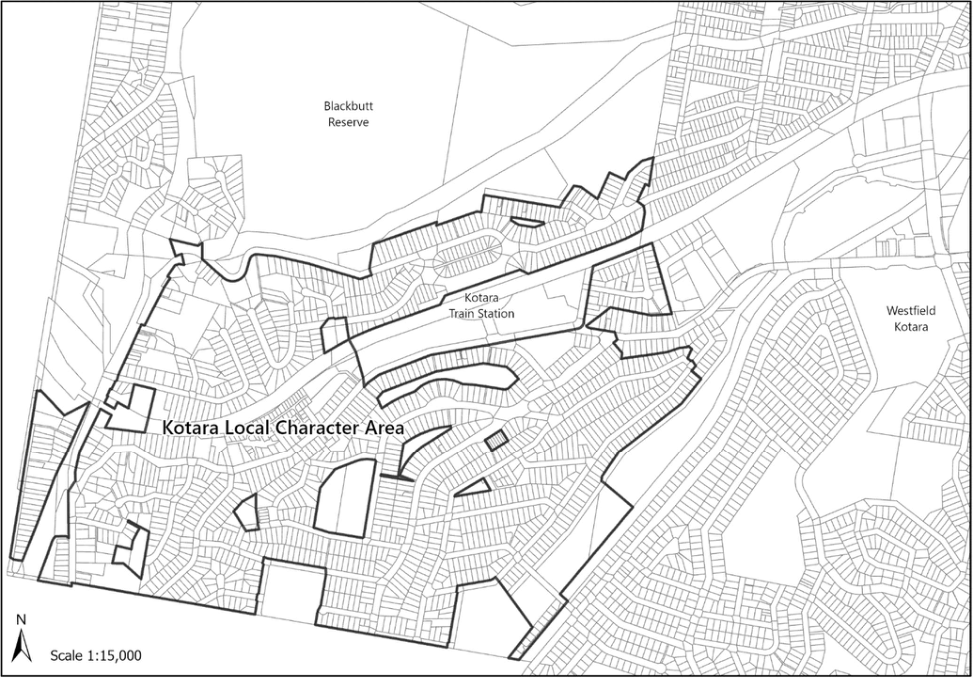 Blackbutt
Reserve
Kotara
Train Station
Westfield
Kotara
Kotara Local Character Area
N
Scale 1:15,000